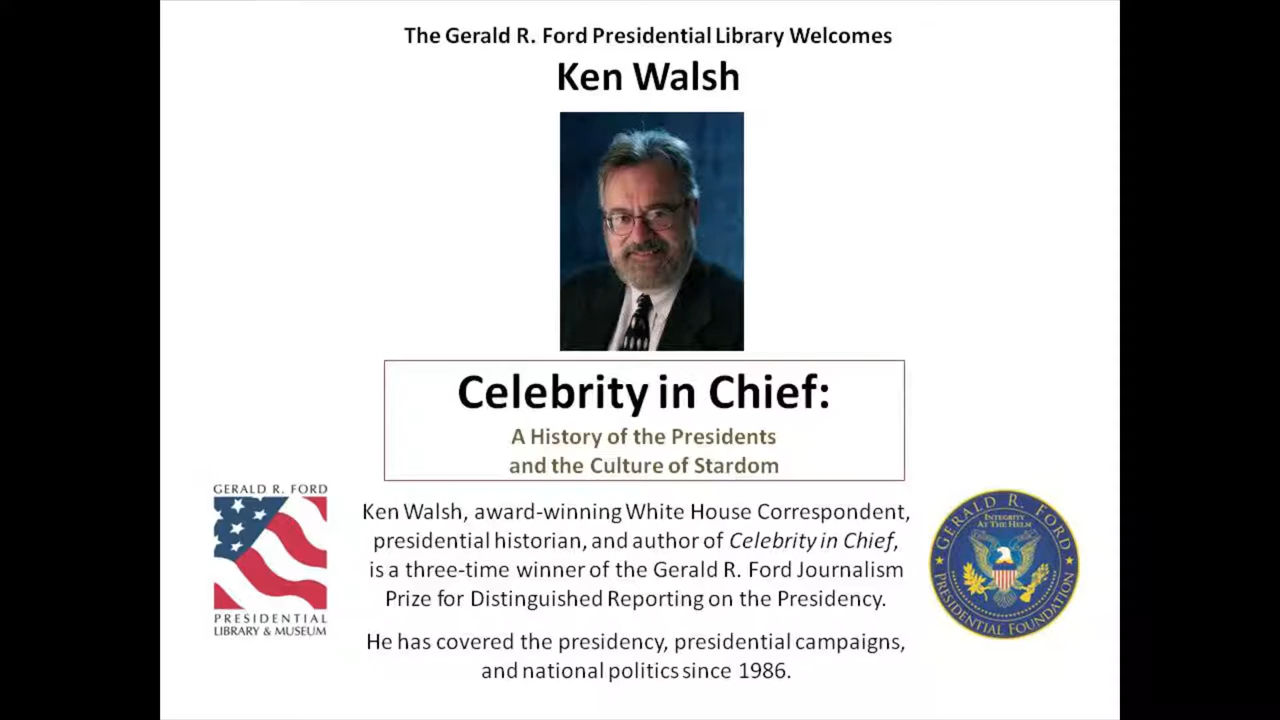 The Gerald R. Ford Presidential Library Welcomes
Ken Walsh
Celebrity in Chief:
A History of the Presidents
and the Culture of Stardom
GERALD R. FORD
PRESIDENTIAL
LIBRARY & MUSEUM
Ken Walsh, award-winning White House Correspondent,
presidential historian, and author of Celebrity in Chief,
is a three-time winner of the Gerald R. Ford Journalism
Prize for Distinguished Reporting on the Presidency.
He has covered the presidency, presidential campaigns,
and national politics since 1986.
GERALD R. FORD
INTEGRITY
AT THE HELM
PRESIDENTIAL FOUNDATION